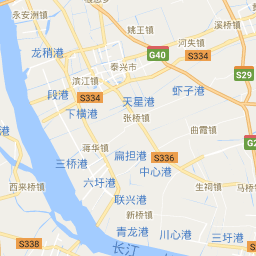 永安洲镇
姚王镇
溪桥镇
河失镇
龙稍港
G40
S334
泰兴市
S29
滨江镇
段港
S334
虾子港
天星港
下横港
张桥镇
曲霞镇
蒋华镇
扁担港
S336
三桥港
中心港
六圩港
生祠镇
西来桥镇
联兴港
新桥镇
青龙港
川心港
三圩港
S338
长江
S336